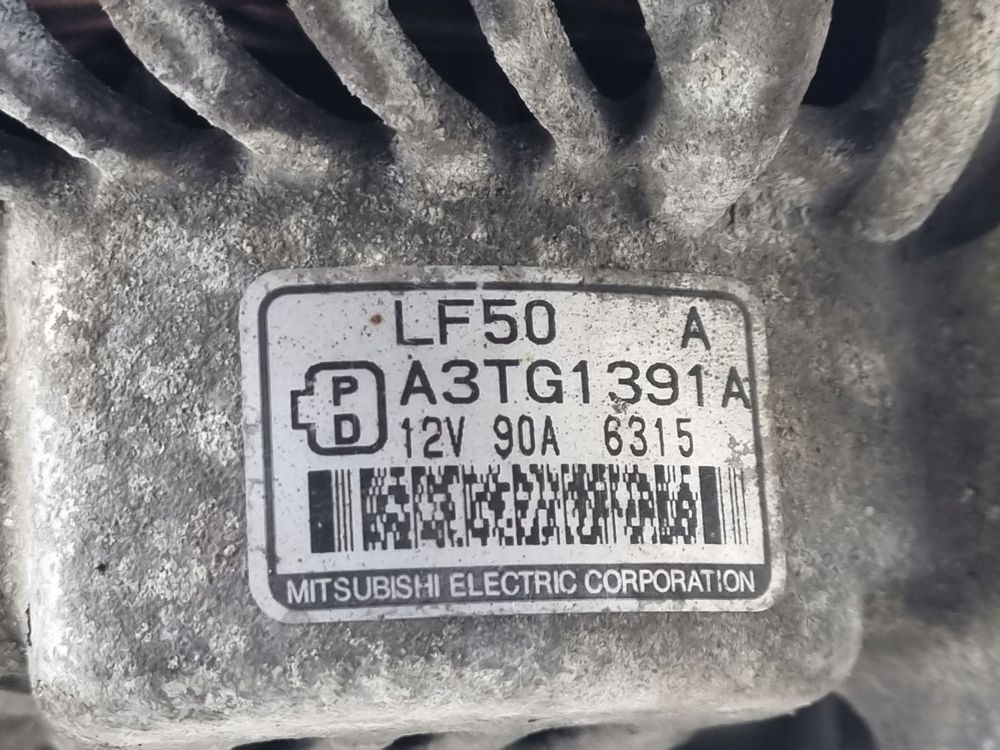 LF50 A
A3TG1391A
P
D
12V 90A 6315
MITSUBISHI ELECTRIC CORPORATION